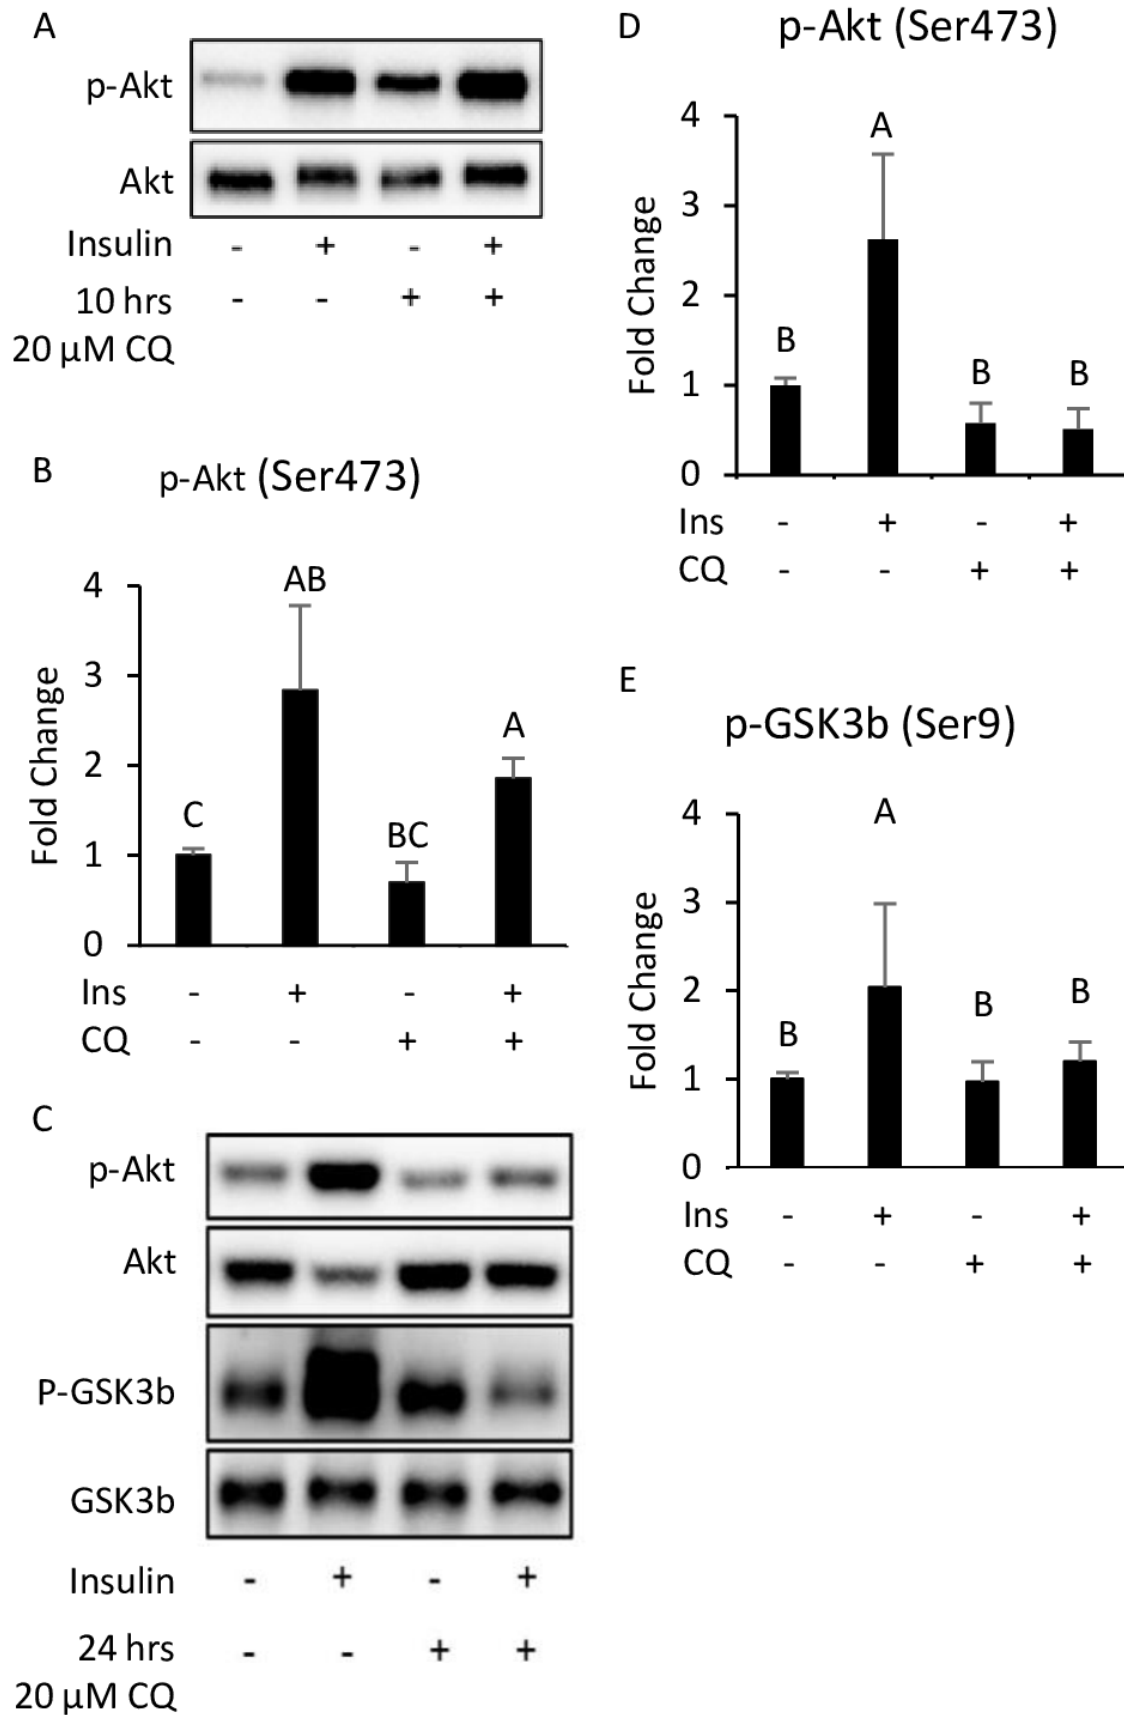 A
p-Akt
Akt
Insulin - + - +
10 hrs - - + +
20 µM CQ
B
p-Akt (Ser473)
Fold Change
4
3
2
1
0
C
AB
BC
A
Ins - + - +
CQ - - + +
C
p-Akt
Akt
P-GSK3b
GSK3b
Insulin - + - +
24 hrs - - + +
20 µM CQ
D
p-Akt (Ser473)
Fold Change
4
3
2
1
0
B
A
B
B
Ins - + - +
CQ - - + +
E
p-GSK3b (Ser9)
Fold Change
4
3
2
1
0
B
A
B
B
Ins - + - +
CQ - - + +